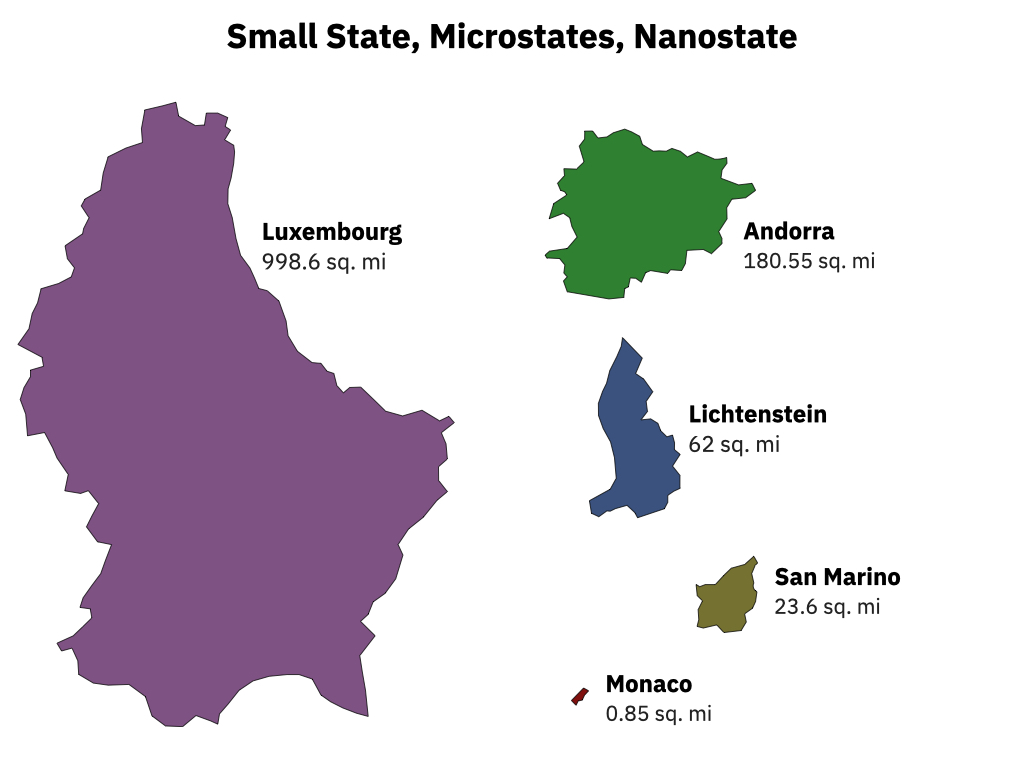 Small State, Microstates, Nanostate
Luxembourg
998.6 sq. mi
Andorra
180.55 sq. mi
Lichtenstein
62 sq. mi
San Marino
23.6 sq. mi
Monaco
0.85 sq. mi